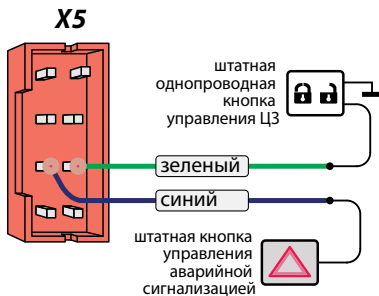 X5
штатная
однопроводная
кнопка
управления ЦЗ
зеленый
синий
штатная кнопка
управления
аварийной
сигнализацией